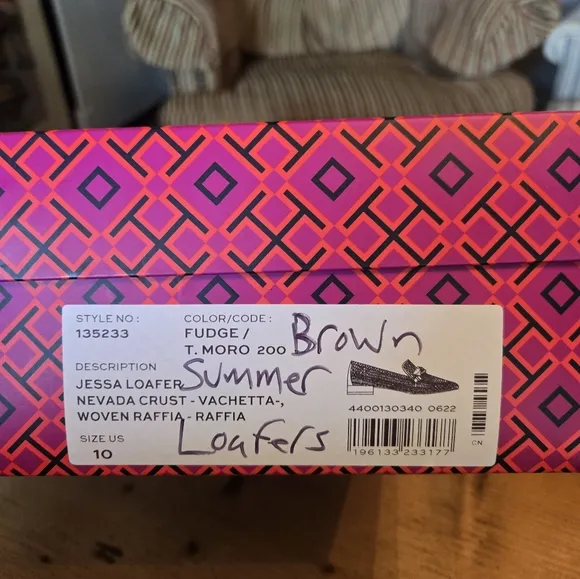 STYLE NO :
135233
COLOR/CODE :
FUDGE /
T. MORO 200
Brown
Summer
Loafers
DESCRIPTION
JESSA LOAFER
NEVADA CRUST - VACHETTA-,
WOVEN RAFFIA - RAFFIA
SIZE US
10
4400130340 0622
196133 233177
CN